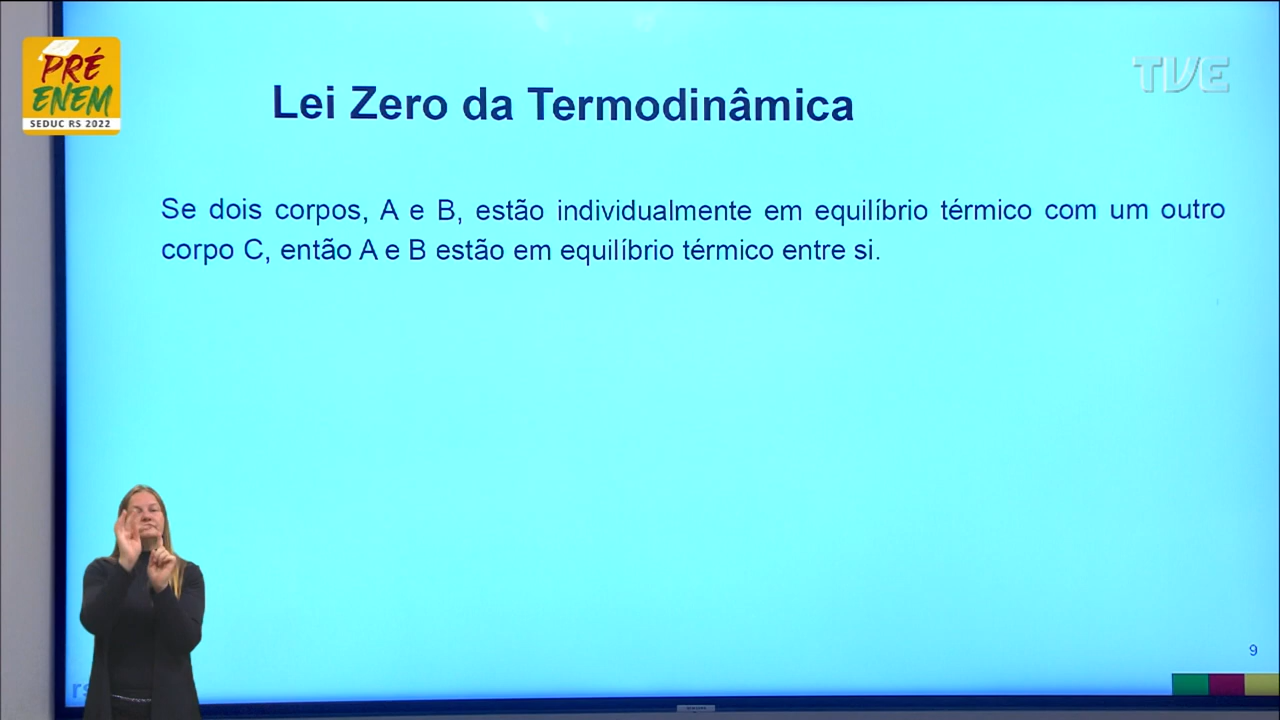 PRÉ
ENEM
SEDUC RS 2022
TVE
Lei Zero da Termodinâmica
Se dois corpos, A e B, estão individualmente em equilíbrio térmico com um outro
corpo C, então A e B estão em equilíbrio térmico entre si.
9